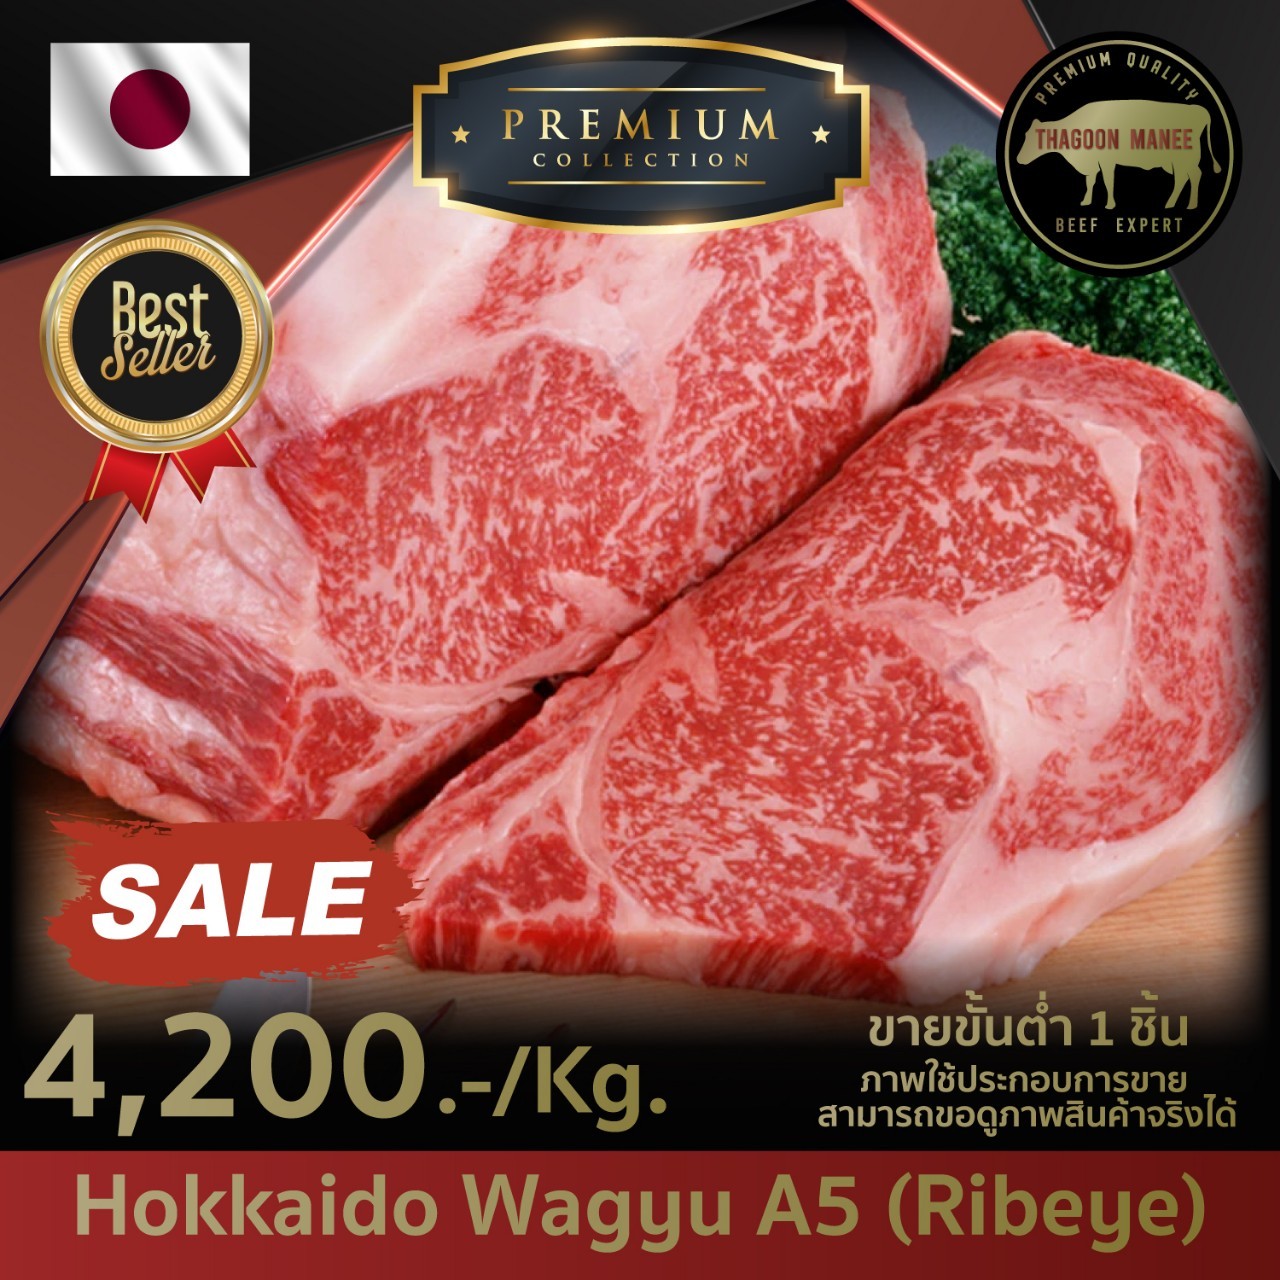 PREMIUM
COLLECTION
PREMIUM QUALITY
THAGOON MANEE
BEEF EXPERT
Best
Seller
SALE
4,200.-/Kg.
ขายขั้นต่ำ 1 ชิ้น
ภาพใช้ประกอบการขาย
สามารถขอดูภาพสินค้าจริงได้
Hokkaido Wagyu A5 (Ribeye)